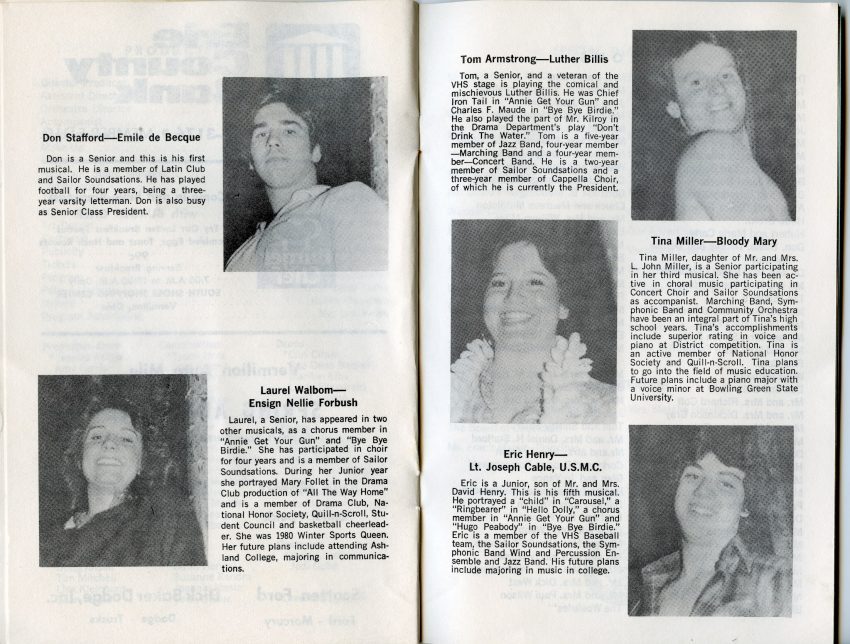 Don Stafford—Emile de Becque
Don is a Senior and this is his first
musical. He is a member of Latin Club
and Sailor Soundsations. He has played
football for four years, being a three-
year varsity letterman. Don is also busy
as Senior Class President.
Laurel Walbom—
Ensign Nellie Forbush
Laurel, a Senior, has appeared in two
other musicals, as a chorus member in
"Annie Get Your Gun" and "Bye Bye
Birdie." She has participated in choir
for four years and is a member of Sailor
Soundsations. During her Junior year
she portrayed Mary Follet in the Drama
Club production of "All The Way Home"
and is a member of Drama Club, Na-
tional Honor Society, Quill-n-Scroll, Stu-
dent Council and basketball cheerlead-
er. She was 1980 Winter Sports Queen.
Her future plans include attending Ash-
land College, majoring in communica-
tions.
Tom Armstrong—Luther Billis
Tom, a Senior, and a veteran of the
VHS stage is playing the comical and
mischievous Luther Billis. He was Chief
Iron Tail in "Annie Get Your Gun" and
Charles F. Maude in "Bye Bye Birdie."
He also played the part of Mr. Kilroy in
the Drama Department's play "Don't
Drink The Water." Tom is a five-year
member of Jazz Band, four-year member
—Marching Band and a four-year mem-
ber—Concert Band. He is a two-year
member of Sailor Soundsations and a
three-year member of Cappella Choir,
of which he is currently the President.
Tina Miller—Bloody Mary
Tina Miller, daughter of Mr. and Mrs.
L. John Miller, is a Senior participating
in her third musical. She has been ac-
tive in choral music participating in
Concert Choir and Sailor Soundsations
as accompanist. Marching Band, Sym-
phonic Band and Community Orchestra
have been an integral part of Tina's high
school years. Tina's accomplishments
include superior rating in voice and
piano at District competition. Tina is
an active member of National Honor
Society and Quill-n-Scroll. Tina plans
to go into the field of music education.
Future plans include a piano major with
a voice minor at Bowling Green State
University.
Eric Henry—
Lt. Joseph Cable, U.S.M.C.
Eric is a Junior, son of Mr. and Mrs.
David Henry. This is his fifth musical.
He portrayed a "child" in "Carousel," a
"Ringbearer" in "Hello Dolly," a chorus
member in "Annie Get Your Gun" and
"Hugo Peabody" in "Bye Bye Birdie."
Eric is a member of the VHS Baseball
team, the Sailor Soundsations, the Sym-
phonic Band Wind and Percussion En-
semble and Jazz Band. His future plans
include majoring in music in college.